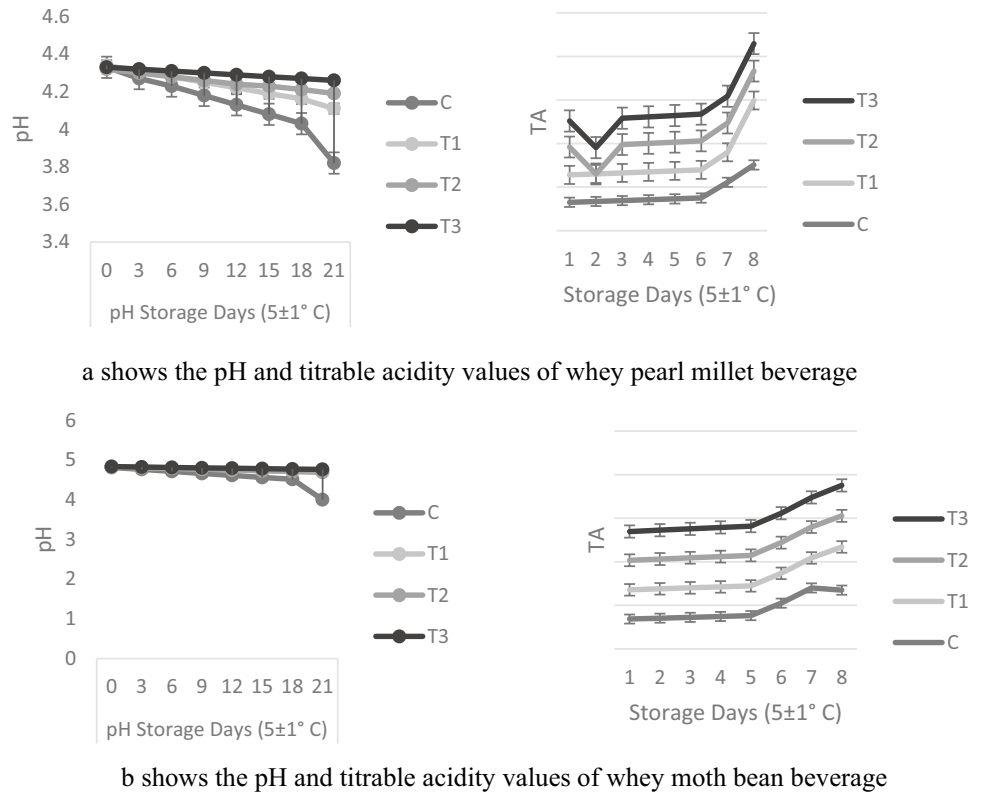 4.6
4.4
4.2
4
3.8
3.6
3.4
pH
0 3 6 9 12 15 18 21
pH Storage Days (5±1° C)
C
T1
T2
T3
TA
1 2 3 4 5 6 7 8
Storage Days (5±1° C)
T3
T2
T1
C
a shows the pH and titrable acidity values of whey pearl millet beverage
6
5
4
3
2
1
0
pH
0 3 6 9 12 15 18 21
pH Storage Days (5±1° C)
C
T1
T2
T3
TA
1 2 3 4 5 6 7 8
Storage Days (5±1° C)
T3
T2
T1
C
b shows the pH and titrable acidity values of whey moth bean beverage